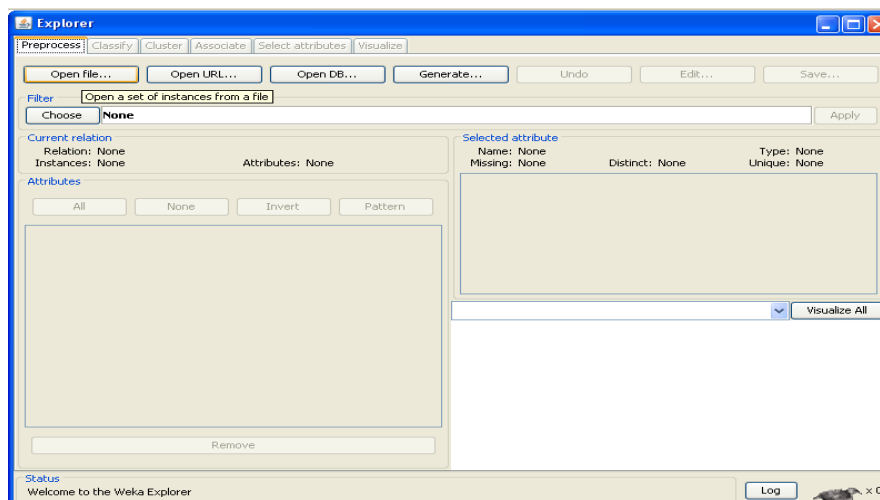 Explorer
Preprocess Classify Cluster Associate Select attributes Visualize
Open file... Open URL... Open DB... Generate... Undo Edit... Save...
Open a set of instances from a file
Filter
Choose None Apply
Current relation
Relation: None
Instances: None Attributes: None
Selected attribute
Name: None Type: None
Missing: None Distinct: None Unique: None
Attributes
All None Invert Pattern
Visualize All
Remove
Status
Welcome to the Weka Explorer
Log
x 0